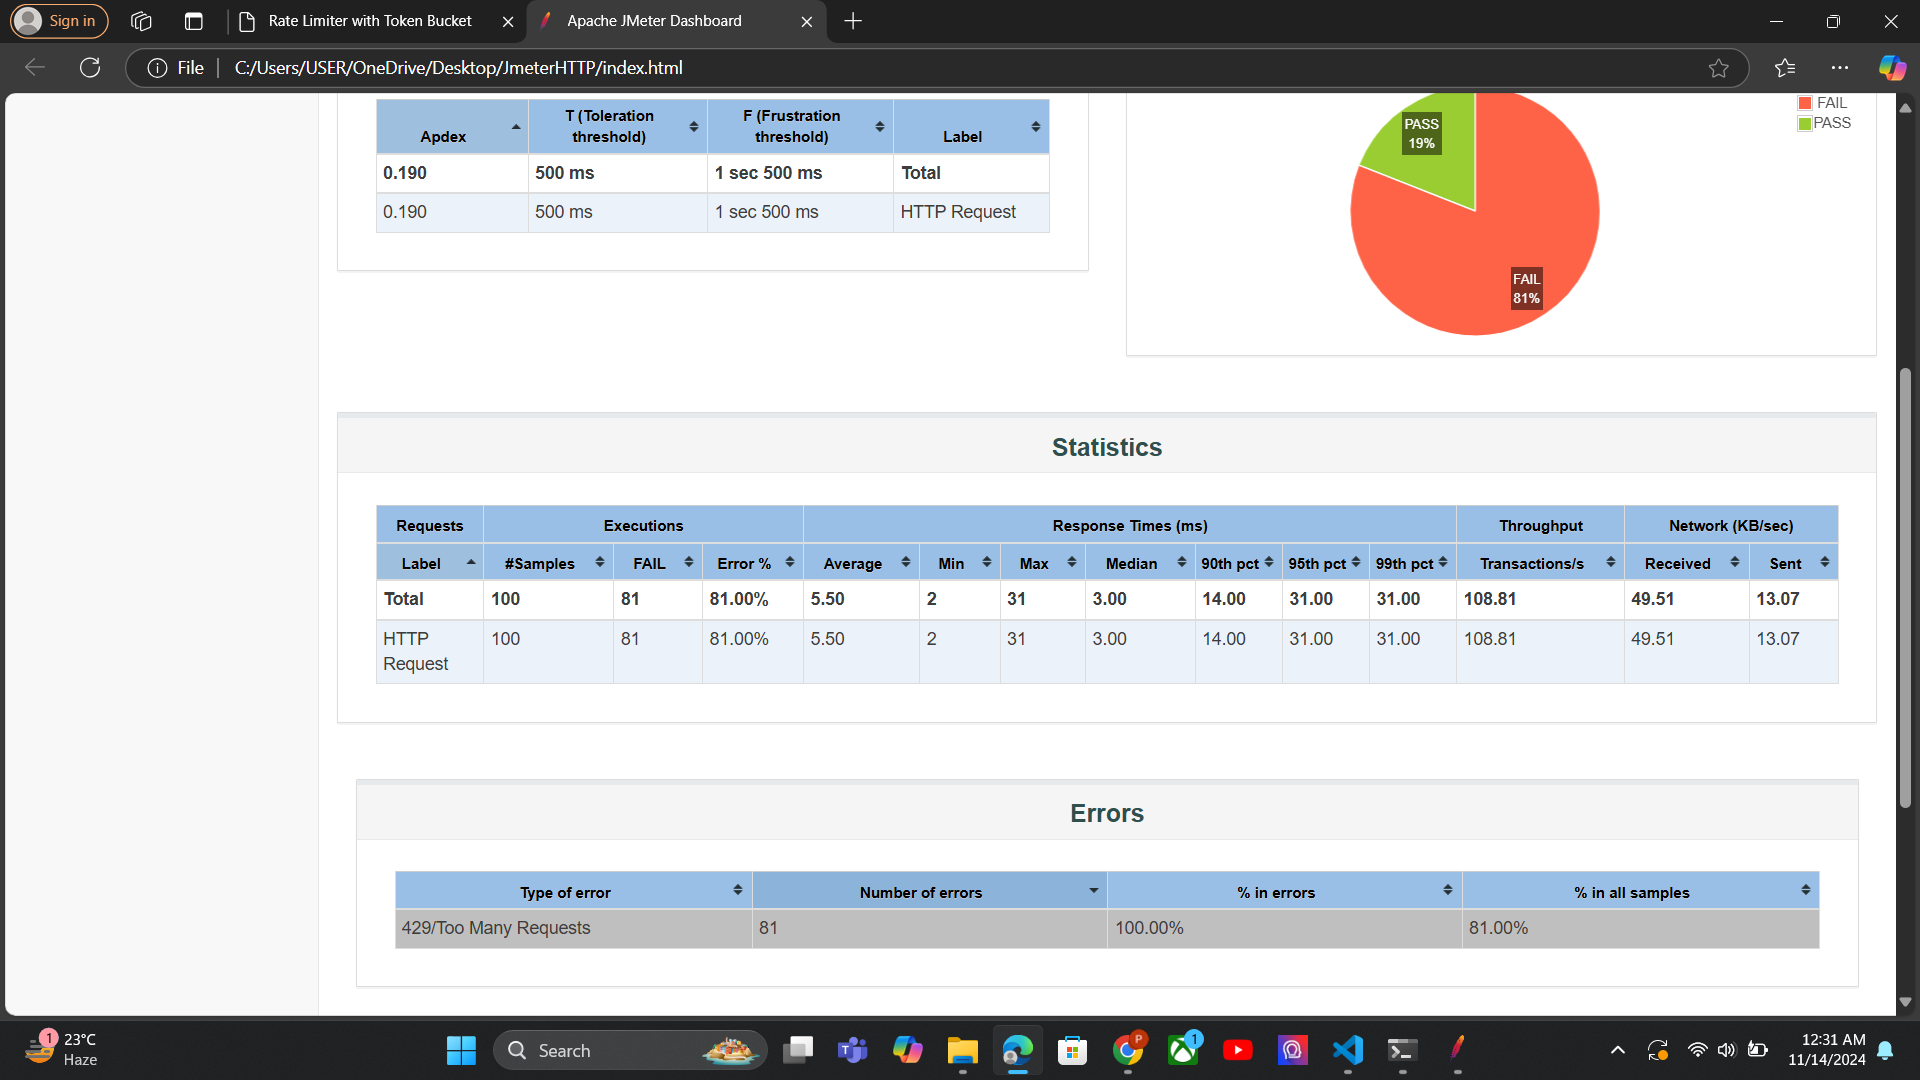 Sign in
Rate Limiter with Token Bucket
Apache JMeter Dashboard
File
C:/Users/USER/OneDrive/Desktop/JmeterHTTP/index.html
Apdex
T (Toleration threshold)
F (Frustration threshold)
Label
0.190 500 ms 1 sec 500 ms Total
0.190 500 ms 1 sec 500 ms HTTP Request
FAIL
PASS
PASS
19%
FAIL
81%
Statistics
Requests Executions Response Times (ms) Throughput Network (KB/sec)
Label #Samples FAIL Error % Average Min Max Median 90th pct 95th pct 99th pct Transactions/s Received Sent
Total 100 81 81.00% 5.50 2 31 3.00 14.00 31.00 31.00 108.81 49.51 13.07
HTTP Request 100 81 81.00% 5.50 2 31 3.00 14.00 31.00 31.00 108.81 49.51 13.07
Errors
Type of error Number of errors % in errors % in all samples
429/Too Many Requests 81 100.00% 81.00%
1
23°C
Haze
Search
P
1
12:31 AM
11/14/2024